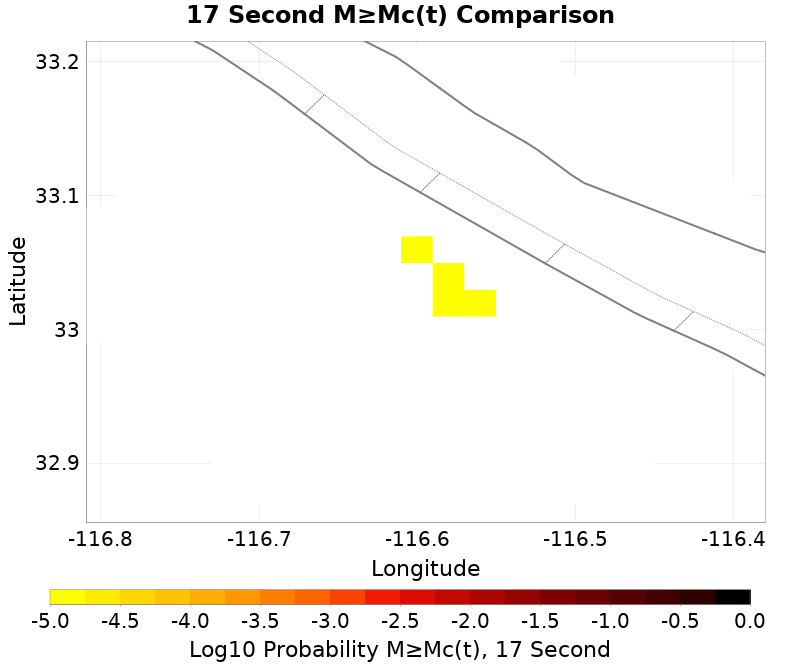 17 Second M≥Mc(t) Comparison
33.2
33.1
33
32.9
Latitude
-116.8 -116.7 -116.6 -116.5 -116.4
Longitude
-5.0 -4.5 -4.0 -3.5 -3.0 -2.5 -2.0 -1.5 -1.0 -0.5 0.0
Log10 Probability M≥Mc(t), 17 Second